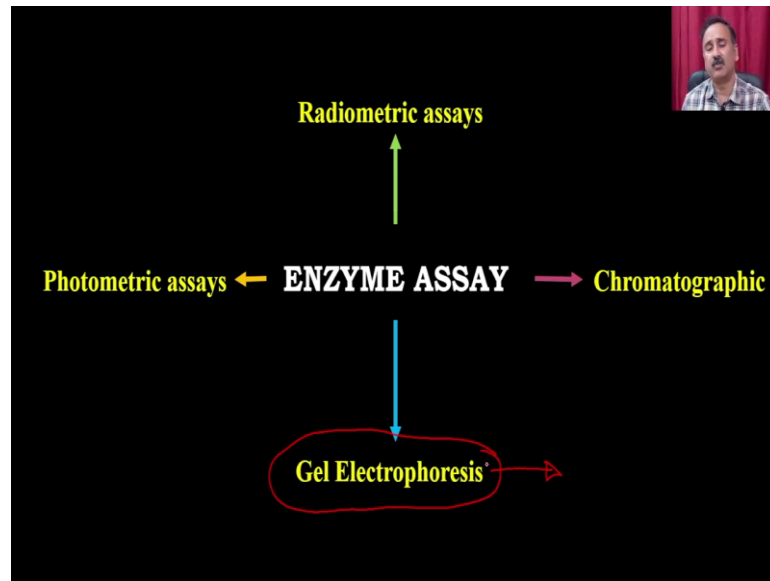 Radiometric assays
Photometric assays
ENZYME ASSAY
Chromatographic
Gel Electrophoresis